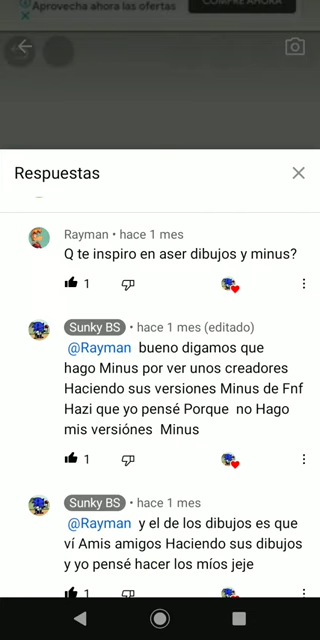 Aprovecha ahora las ofertas
COMPRE AHORA
Respuestas
Rayman • hace 1 mes
Q te inspiro en aser dibujos y minus?
1
Sunky BS • hace 1 mes (editado)
@Rayman bueno digamos que
hago Minus por ver unos creadores
Haciendo sus versiones Minus de Fnf
Hazi que yo pensé Porque no Hago
mis versiónes Minus
1
Sunky BS • hace 1 mes
@Rayman y el de los dibujos es que
ví Amis amigos Haciendo sus dibujos
y yo pensé hacer los míos jeje
1